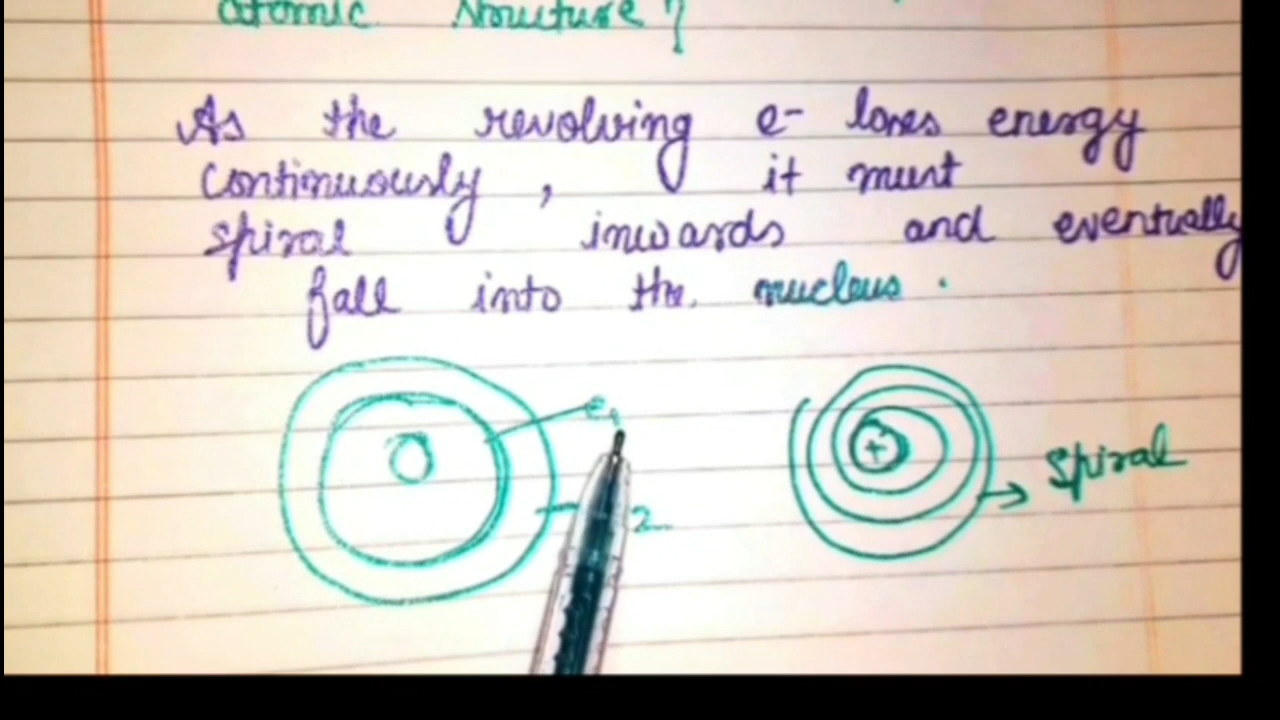 atomic structure?
As the revolving e- loses energy
continuously, it must
spiral inwards and eventually
fall into the nucleus.
e1
2
+
spiral